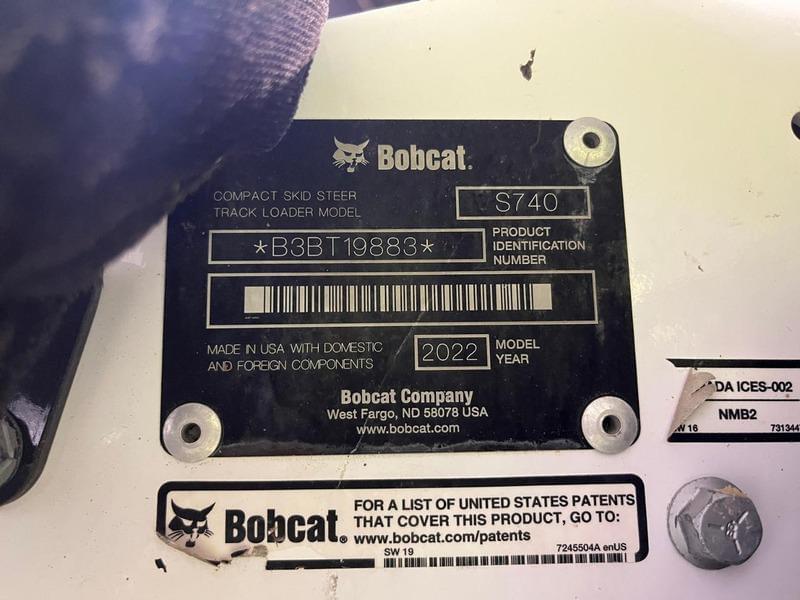 Bobcat.
COMPACT SKID STEER
TRACK LOADER MODEL
S740
*B3BT19883*
PRODUCT
IDENTIFICATION
NUMBER
MADE IN USA WITH DOMESTIC
AND FOREIGN COMPONENTS
2022
MODEL
YEAR
Bobcat Company
West Fargo, ND 58078 USA
www.bobcat.com
DA ICES-002
NMB2
W 16
731344
Bobcat.
FOR A LIST OF UNITED STATES PATENTS
THAT COVER THIS PRODUCT, GO TO:
www.bobcat.com/patents
SW 19
7245504A enUS